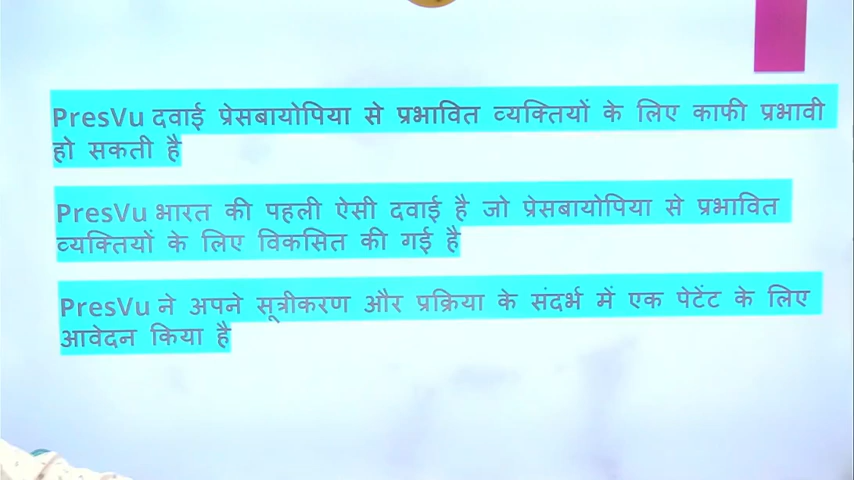 PresVu दवाई प्रेसबायोपिया से प्रभावित व्यक्तियों के लिए काफी प्रभावी
हो सकती है
PresVu भारत की पहली ऐसी दवाई है जो प्रेसबायोपिया से प्रभावित
व्यक्तियों के लिए विकसित की गई है
PresVu ने अपने सूत्रीकरण और प्रक्रिया के संदर्भ में एक पेटेंट के लिए
आवेदन किया है